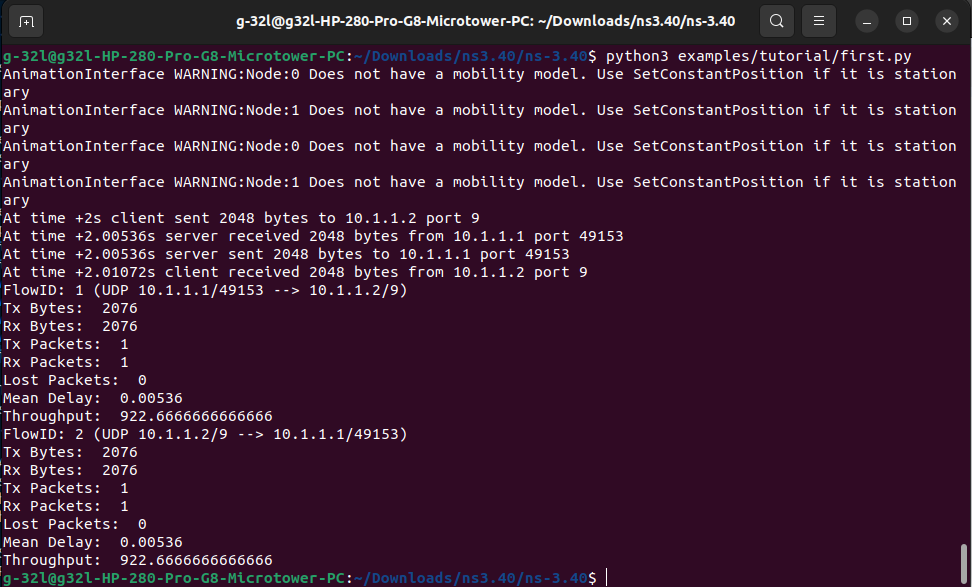 g-32l@g32l-HP-280-Pro-G8-Microtower-PC: ~/Downloads/ns3.40/ns-3.40
g-32l@g32l-HP-280-Pro-G8-Microtower-PC:~/Downloads/ns3.40/ns-3.40$ python3 examples/tutorial/first.py
AnimationInterface WARNING:Node:0 Does not have a mobility model. Use SetConstantPosition if it is station
ary
AnimationInterface WARNING:Node:1 Does not have a mobility model. Use SetConstantPosition if it is station
ary
AnimationInterface WARNING:Node:0 Does not have a mobility model. Use SetConstantPosition if it is station
ary
AnimationInterface WARNING:Node:1 Does not have a mobility model. Use SetConstantPosition if it is station
ary
At time +2s client sent 2048 bytes to 10.1.1.2 port 9
At time +2.00536s server received 2048 bytes from 10.1.1.1 port 49153
At time +2.00536s server sent 2048 bytes to 10.1.1.1 port 49153
At time +2.01072s client received 2048 bytes from 10.1.1.2 port 9
FlowID: 1 (UDP 10.1.1.1/49153 --> 10.1.1.2/9)
Tx Bytes:  2076
Rx Bytes:  2076
Tx Packets:  1
Rx Packets:  1
Lost Packets:  0
Mean Delay:  0.00536
Throughput:  922.6666666666666
FlowID: 2 (UDP 10.1.1.2/9 --> 10.1.1.1/49153)
Tx Bytes:  2076
Rx Bytes:  2076
Tx Packets:  1
Rx Packets:  1
Lost Packets:  0
Mean Delay:  0.00536
Throughput:  922.6666666666666
g-32l@g32l-HP-280-Pro-G8-Microtower-PC:~/Downloads/ns3.40/ns-3.40$